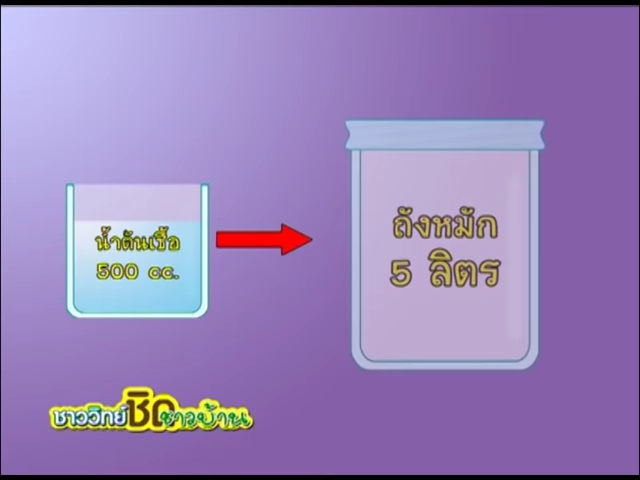 น้ำต้นเชื้อ
500 cc.
ถังหมัก
5 ลิตร
ชาววิทย์ชิดชาวบ้าน